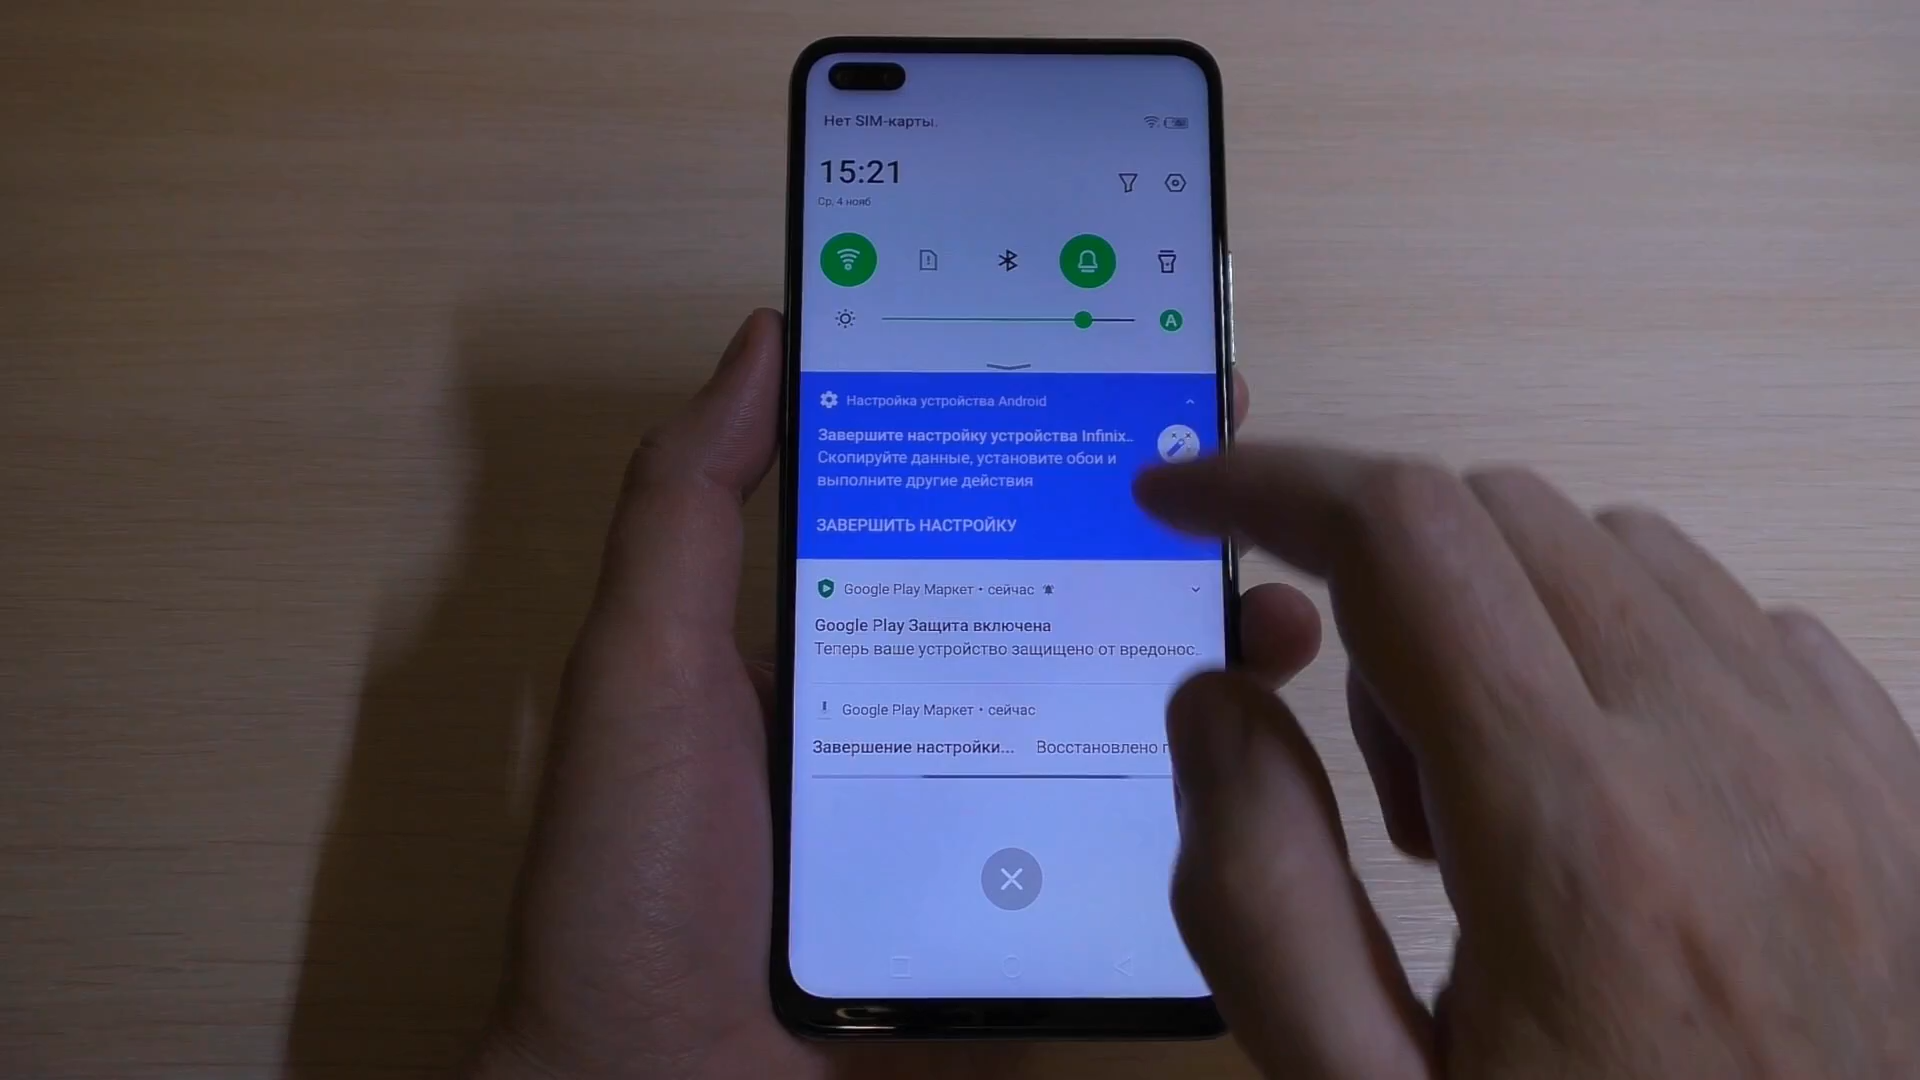 Нет SIM-карты.
15:21
Ср, 4 нояб
A
Настройка устройства Android
Завершите настройку устройства Infinix..
Скопируйте данные, установите обои и
выполните другие действия
ЗАВЕРШИТЬ НАСТРОЙКУ
Google Play Маркет • сейчас
Google Play Защита включена
Теперь ваше устройство защищено от вредонос..
Google Play Маркет • сейчас
Завершение настройки... Восстановлено